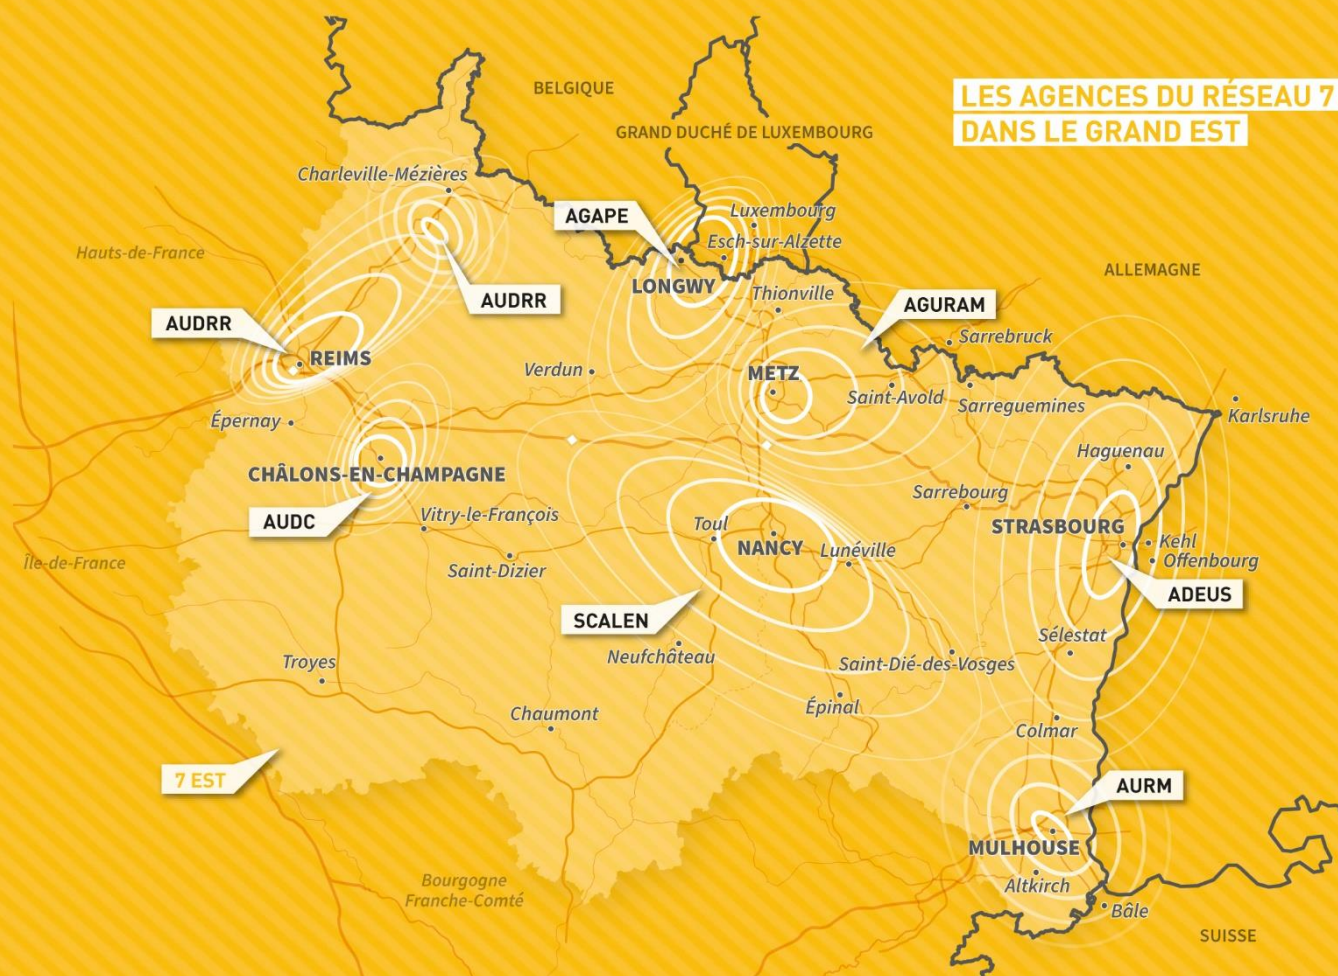 LES AGENCES DU RÉSEAU 7
DANS LE GRAND EST
BELGIQUE
GRAND DUCHÉ DE LUXEMBOURG
Charleville-Mézières
AGAPE
Luxembourg
Esch-sur-Alzette
Hauts-de-France
ALLEMAGNE
LONGWY
Thionville
AUDRR
AGURAM
AUDRR
Sarrebruck
REIMS
Verdun
METZ
Saint-Avold
Sarreguemines
Karlsruhe
Épernay
Haguenau
CHÂLONS-EN-CHAMPAGNE
Sarrebourg
AUDC
Vitry-le-François
Toul
STRASBOURG
NANCY
Lunéville
Kehl
Offenbourg
Île-de-France
Saint-Dizier
ADEUS
SCALEN
Sélestat
Neufchâteau
Saint-Dié-des-Vosges
Troyes
Épinal
Chaumont
Colmar
7 EST
AURM
MULHOUSE
Altkirch
Bourgogne
Franche-Comté
Bâle
SUISSE